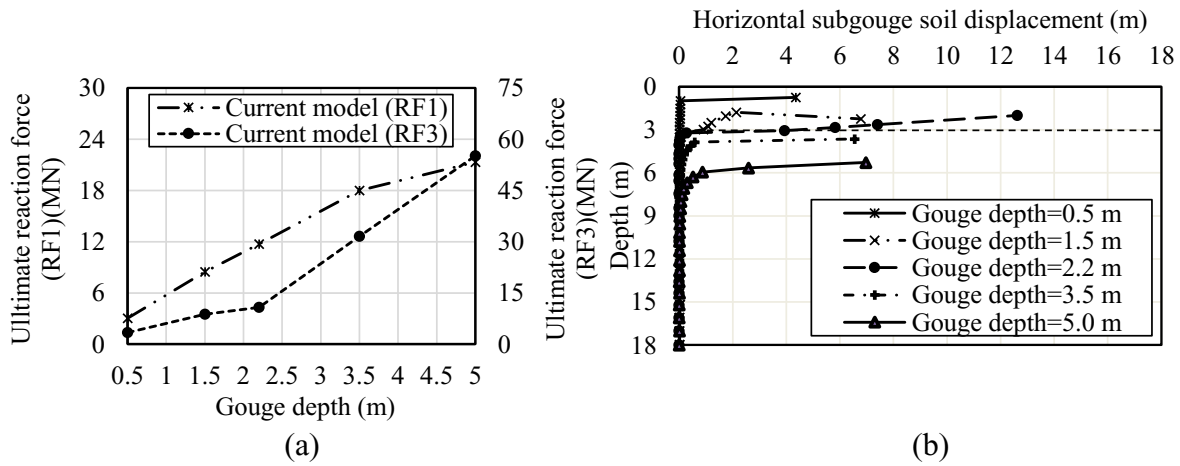 30
24
18
12
6
0
Ulltimate reaction force
(RF1)(MN)
Current model (RF1)
Current model (RF3)
75
60
45
30
15
0
Ultimate reaction force
(RF3)(MN)
0.5 1 1.5 2 2.5 3 3.5 4 4.5 5
Gouge depth (m)
(a)
Horizontal subgouge soil displacement (m)
0 2 4 6 8 10 12 14 16 18
0
3
6
9
12
15
18
Depth (m)
Gouge depth=0.5 m
Gouge depth=1.5 m
Gouge depth=2.2 m
Gouge depth=3.5 m
Gouge depth=5.0 m
(b)